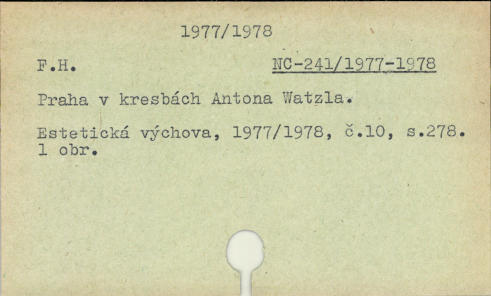 1977/1978
F.H. NC-241/1977-1978
Praha v kresbách Antona Watzla.
Estetická výchova, 1977/1978, č.10, s.278.
1 obr.